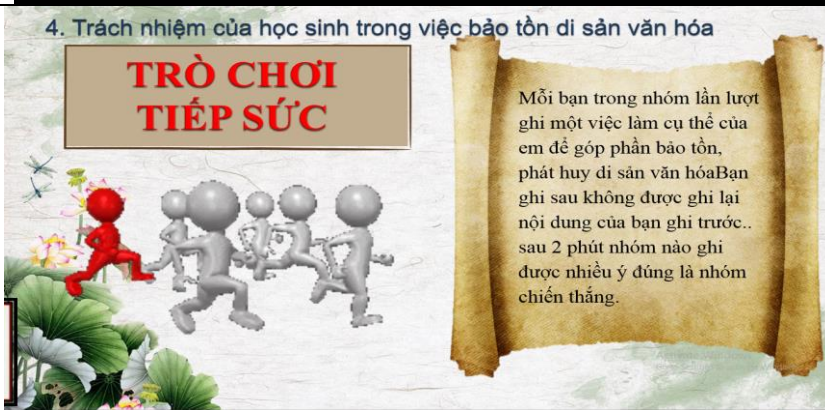 4. Trách nhiệm của học sinh trong việc bảo tồn di sản văn hóa
TRÒ CHƠI
TIẾP SỨC
Mỗi bạn trong nhóm lần lượt
ghi một việc làm cụ thể của
em để góp phần bảo tồn,
phát huy di sản văn hóaBạn
ghi sau không được ghi lại
nội dung của bạn ghi trước..
sau 2 phút nhóm nào ghi
được nhiều ý đúng là nhóm
chiến thắng.